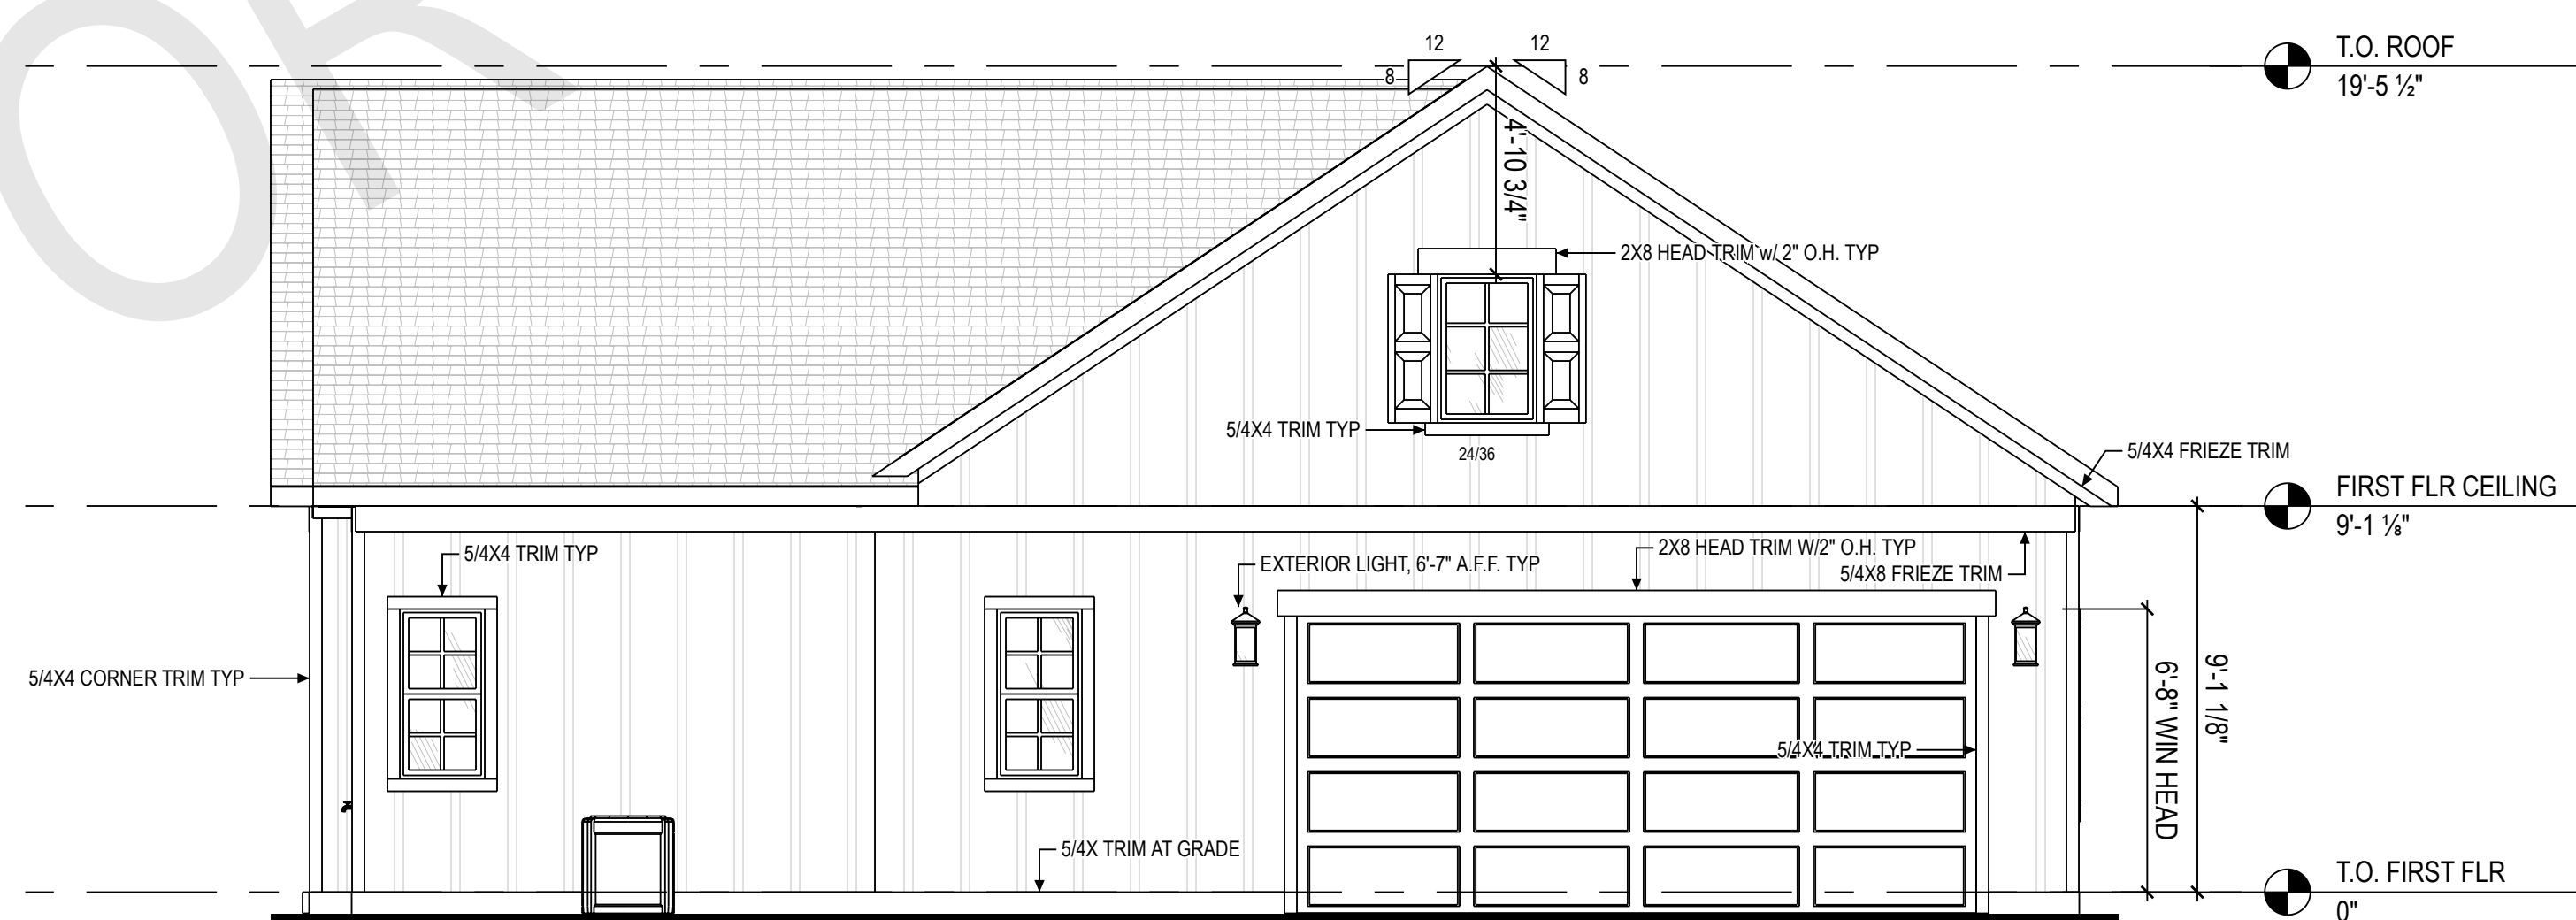 OR
12
12
8
8
T.O. ROOF
19'-5 ½"
4'-10 3/4"
2X8 HEAD TRIM w/ 2" O.H. TYP
5/4X4 TRIM TYP
24/36
5/4X4 FRIEZE TRIM
FIRST FLR CEILING
9'-1 ⅛"
5/4X4 TRIM TYP
EXTERIOR LIGHT, 6'-7" A.F.F. TYP
2X8 HEAD TRIM W/2" O.H. TYP
5/4X8 FRIEZE TRIM
5/4X4 CORNER TRIM TYP
5/4X4 TRIM TYP
6'-8" WIN HEAD
9'-1 1/8"
5/4X TRIM AT GRADE
T.O. FIRST FLR
0"